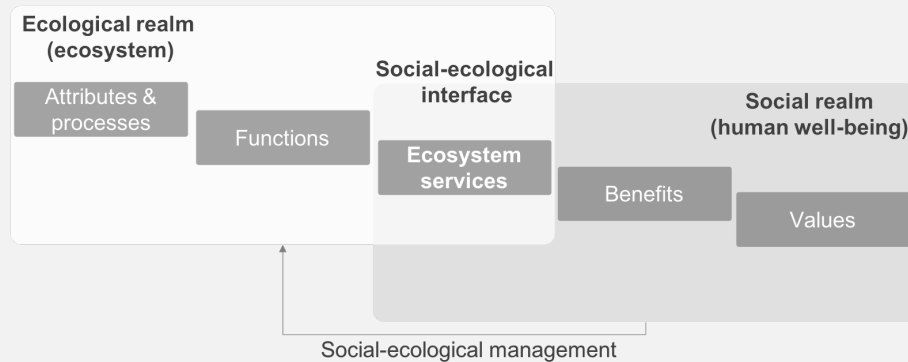 Ecological realm
(ecosystem)
Social-ecological
interface
Social realm
(human well-being)
Attributes &
processes
Functions
Ecosystem
services
Benefits
Values
Social-ecological management